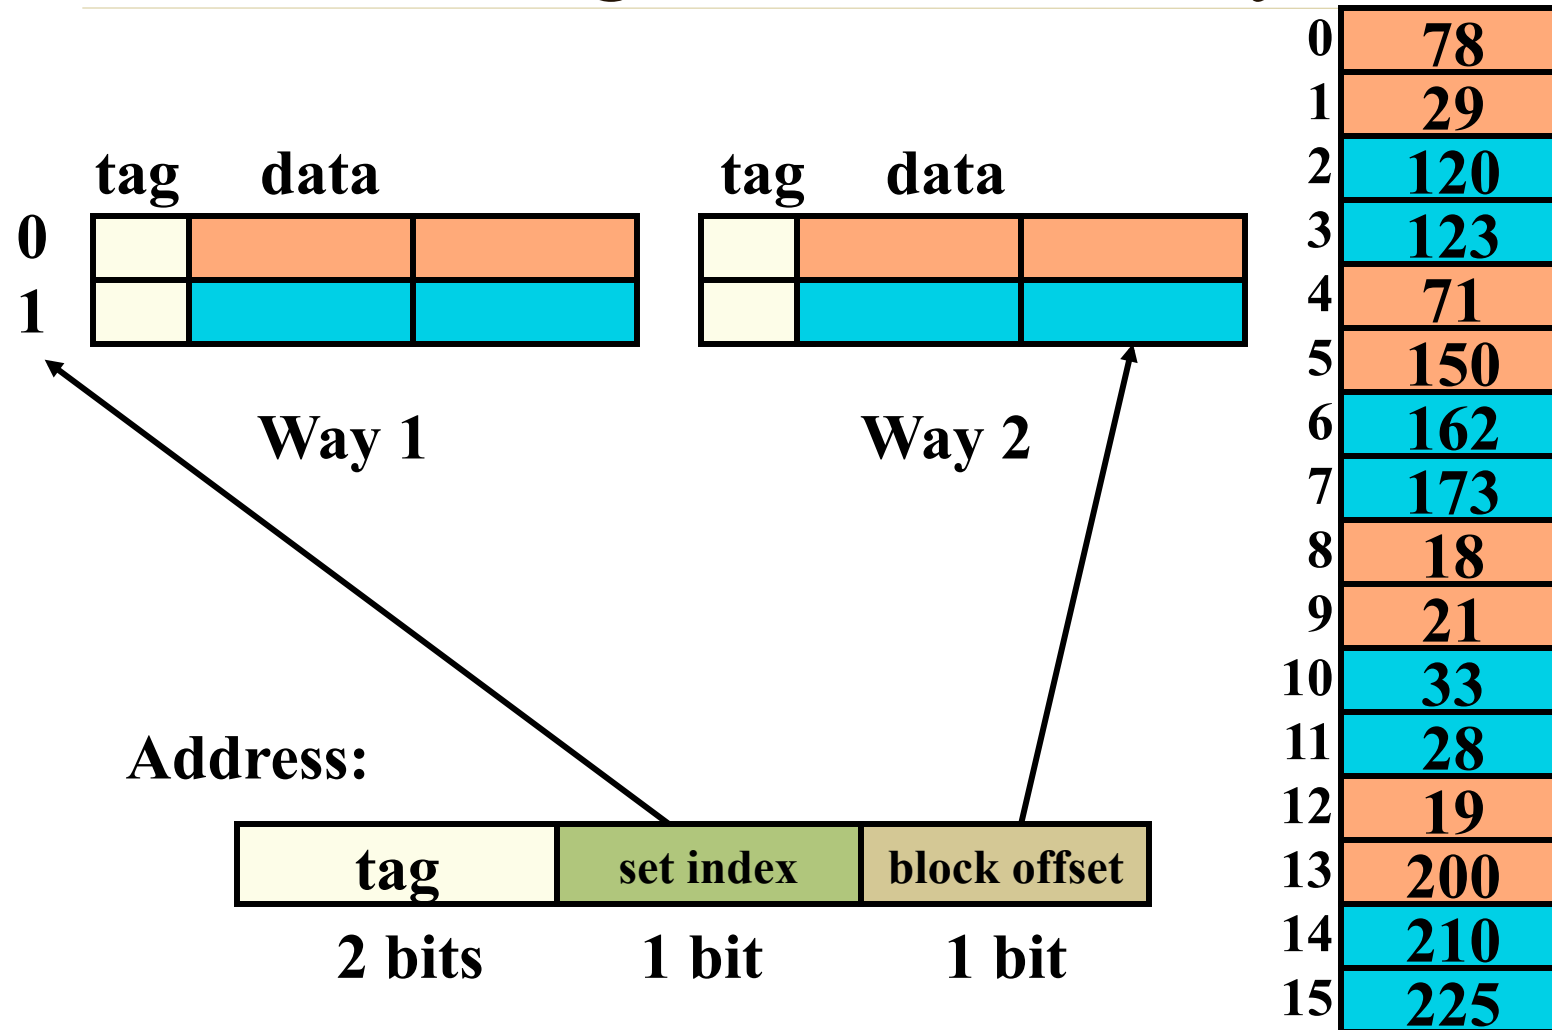 tag data
tag data
0
1
Way 1
Way 2
Address:
tag
set index
block offset
2 bits
1 bit
1 bit
0 78
1 29
2 120
3 123
4 71
5 150
6 162
7 173
8 18
9 21
10 33
11 28
12 19
13 200
14 210
15 225